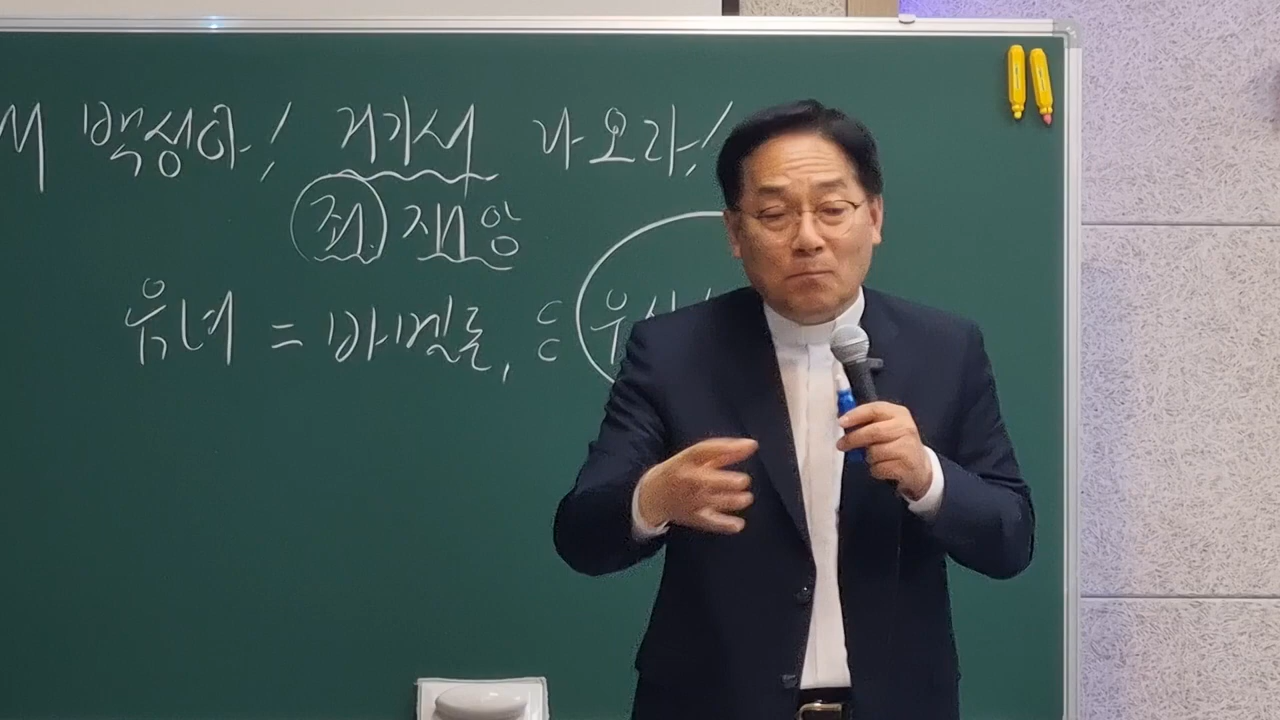 백성아! 거기서 나오라!
죄 재앙
음녀 = 바벨론,